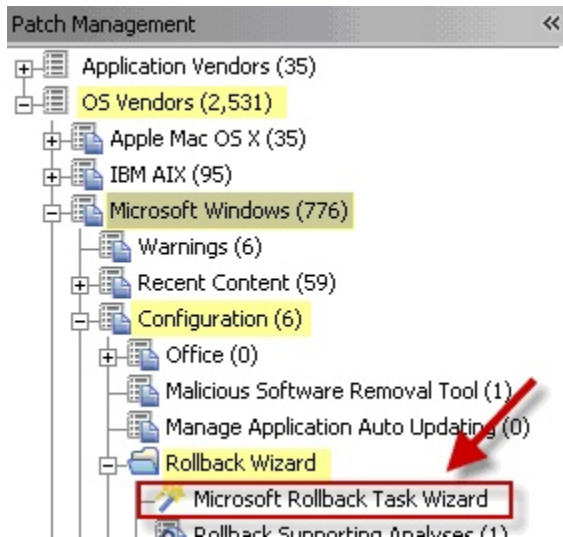 Patch Management
Application Vendors (35)
OS Vendors (2,531)
Apple Mac OS X (35)
IBM AIX (95)
Microsoft Windows (776)
Warnings (6)
Recent Content (59)
Configuration (6)
Office (0)
Malicious Software Removal Tool (1)
Manage Application Auto Updating (0)
Rollback Wizard
Microsoft Rollback Task Wizard
Rollback Supporting Analyses (1)